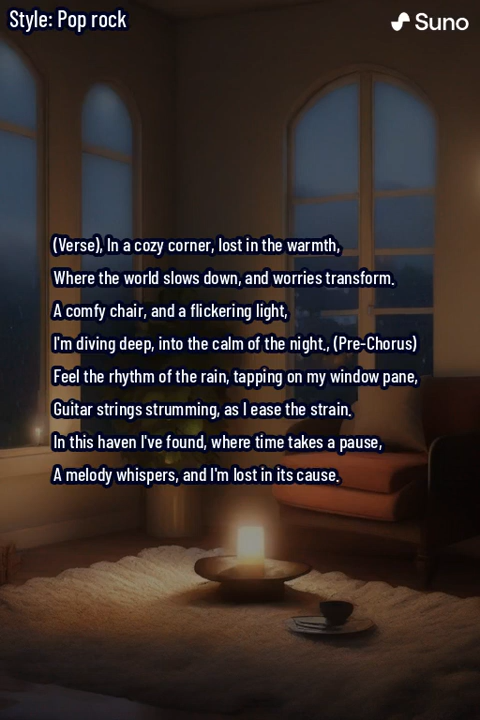 Style: Pop rock
Suno
(Verse), In a cozy corner, lost in the warmth,
Where the world slows down, and worries transform.
A comfy chair, and a flickering light,
I'm diving deep, into the calm of the night., (Pre-Chorus)
Feel the rhythm of the rain, tapping on my window pane,
Guitar strings strumming, as I ease the strain.
In this haven I've found, where time takes a pause,
A melody whispers, and I'm lost in its cause.